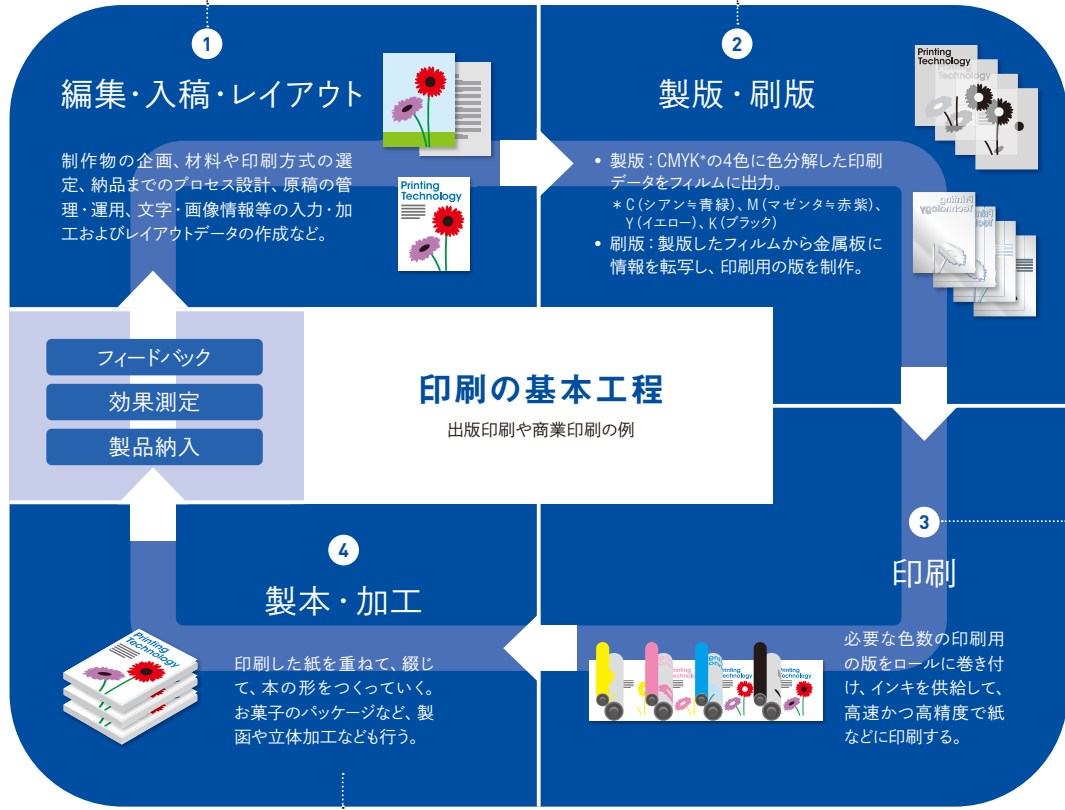 1
編集・入稿・レイアウト
制作物の企画、材料や印刷方式の選
定、納品までのプロセス設計、原稿の管
理・運用、文字・画像情報等の入力・加
工およびレイアウトデータの作成など。
Printing
Technology
2
製版・刷版
• 製版：CMYK*の4色に色分解した印刷
データをフィルムに出力。
＊C（シアン≒青緑）、M（マゼンタ≒赤紫）、
Y（イエロー）、K（ブラック）
• 刷版：製版したフィルムから金属板に
情報を転写し、印刷用の版を制作。
Printing
Technology
Printing
Technology
Printing
Technology
フィードバック
効果測定
製品納入
印刷の基本工程
出版印刷や商業印刷の例
3
印刷
必要な色数の印刷用
の版をロールに巻き付
け、インキを供給して、
高速かつ高精度で紙
などに印刷する。
Printing
Technology
4
製本・加工
印刷した紙を重ねて、綴じ
て、本の形をつくっていく。
お菓子のパッケージなど、製
函や立体加工なども行う。
Printing
Technology